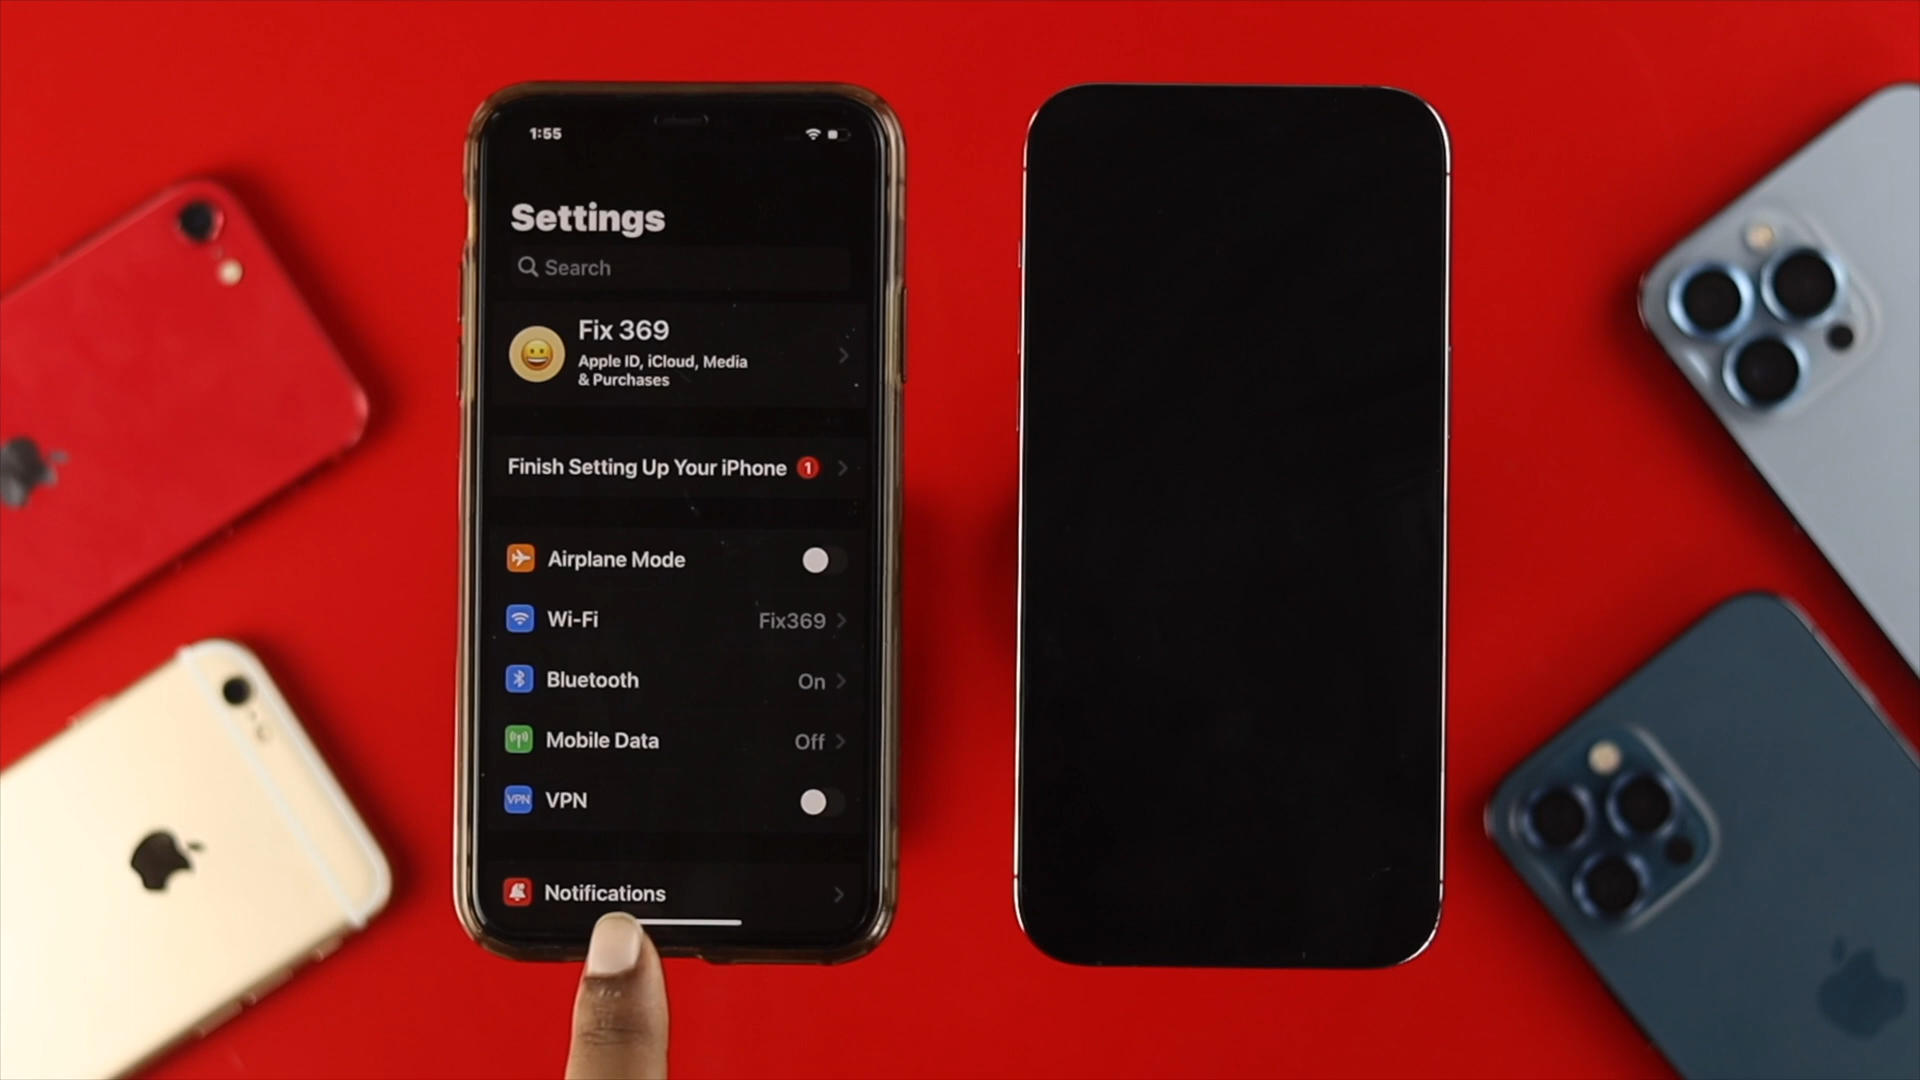 1:55
Settings
Search
Fix 369
Apple ID, iCloud, Media
& Purchases
Finish Setting Up Your iPhone 1
Airplane Mode
Wi-Fi Fix369
Bluetooth On
Mobile Data Off
VPN VPN
Notifications